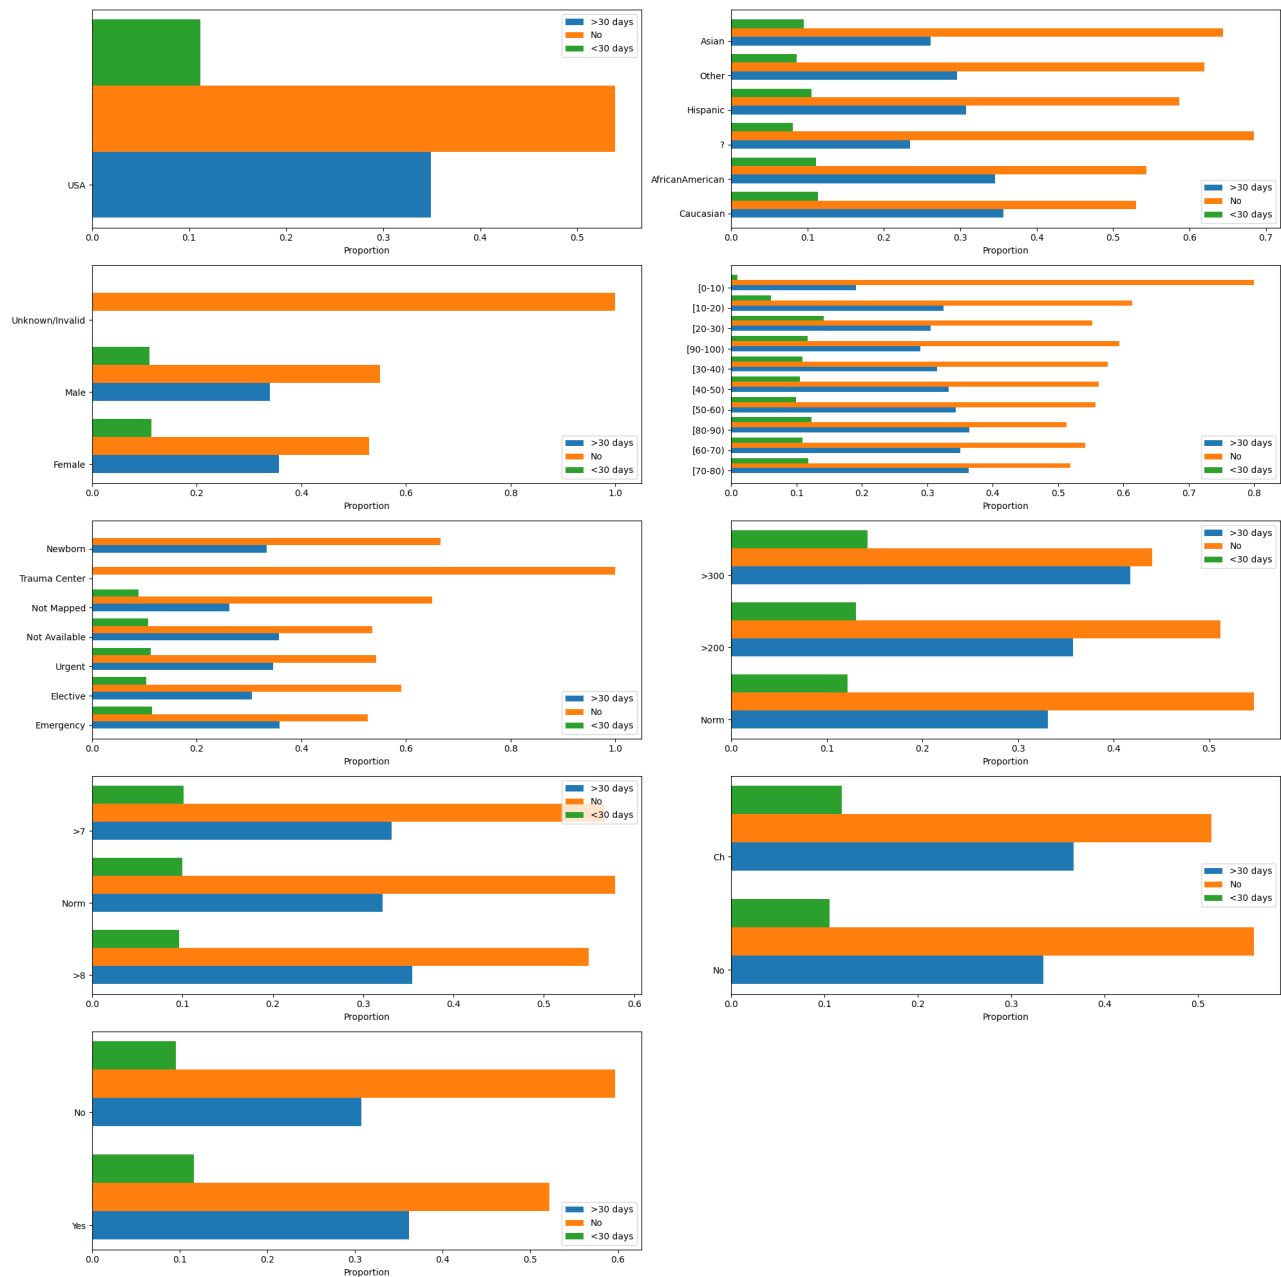 >30 days
No
<30 days
USA
0.0 0.1 0.2 0.3 0.4 0.5
Proportion
Asian
Other
Hispanic
?
AfricanAmerican
Caucasian
>30 days
No
<30 days
0.0 0.1 0.2 0.3 0.4 0.5 0.6 0.7
Proportion
Unknown/Invalid
Male
Female
>30 days
No
<30 days
0.0 0.2 0.4 0.6 0.8 1.0
Proportion
[0-10)
[10-20)
[20-30)
[90-100)
[30-40)
[40-50)
[50-60)
[80-90)
[60-70)
[70-80)
>30 days
No
<30 days
0.0 0.1 0.2 0.3 0.4 0.5 0.6 0.7 0.8
Proportion
Newborn
Trauma Center
Not Mapped
Not Available
Urgent
Elective
Emergency
>30 days
No
<30 days
0.0 0.2 0.4 0.6 0.8 1.0
Proportion
>30 days
No
<30 days
>300
>200
Norm
0.0 0.1 0.2 0.3 0.4 0.5
Proportion
>30 days
No
<30 days
>7
Norm
>8
0.0 0.1 0.2 0.3 0.4 0.5 0.6
Proportion
Ch
No
>30 days
No
<30 days
0.0 0.1 0.2 0.3 0.4 0.5
Proportion
No
Yes
>30 days
No
<30 days
0.0 0.1 0.2 0.3 0.4 0.5 0.6
Proportion